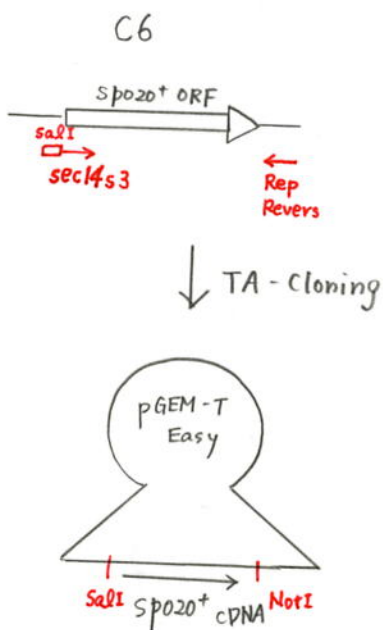 C6
spo20+ ORF
SalI
sec14s3
Rep
Revers
TA-Cloning
pGEM-T
Easy
SalI
Spo20+ cDNA
NotI